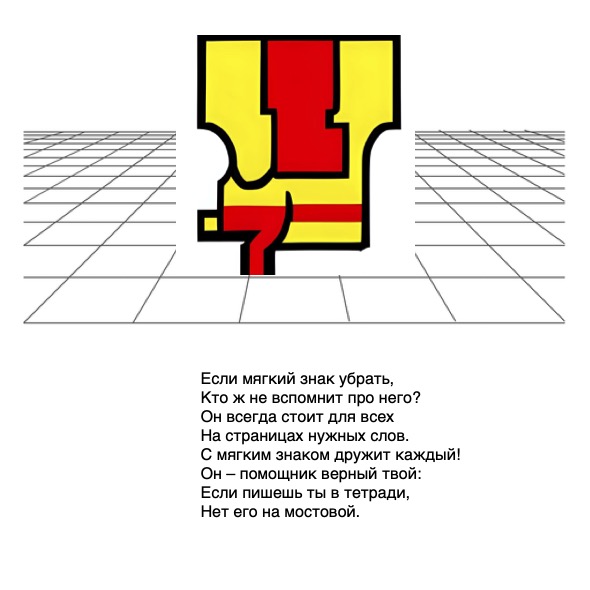 Если мягкий знак убрать,
Кто ж не вспомнит про него?
Он всегда стоит для всех
На страницах нужных слов.
С мягким знаком дружит каждый!
Он – помощник верный твой:
Если пишешь ты в тетради,
Нет его на мостовой.